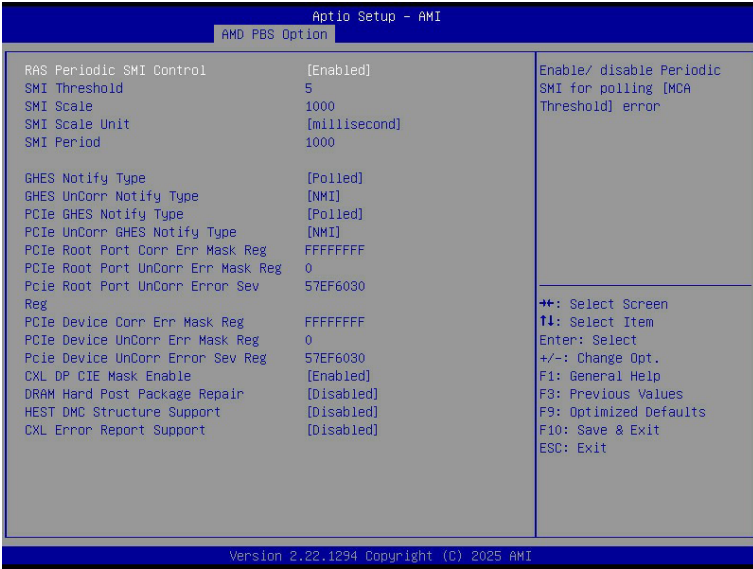 Aptio Setup – AMI
AMD PBS Option
RAS Periodic SMI Control [Enabled]
SMI Threshold 5
SMI Scale 1000
SMI Scale Unit [millisecond]
SMI Period 1000
GHES Notify Type [Polled]
GHES UnCorr Notify Type [NMI]
PCIe GHES Notify Type [Polled]
PCIe UnCorr GHES Notify Type [NMI]
PCIe Root Port Corr Err Mask Reg FFFFFFFF
PCIe Root Port UnCorr Err Mask Reg 0
Pcie Root Port UnCorr Error Sev 57EF6030
Reg
PCIe Device Corr Err Mask Reg FFFFFFFF
PCIe Device UnCorr Err Mask Reg 0
Pcie Device UnCorr Error Sev Reg 57EF6030
CXL DP CIE Mask Enable [Enabled]
DRAM Hard Post Package Repair [Disabled]
HEST DMC Structure Support [Disabled]
CXL Error Report Support [Disabled]
Enable/ disable Periodic
SMI for polling [MCA
Threshold] error
→←: Select Screen
↑↓: Select Item
Enter: Select
+/-: Change Opt.
F1: General Help
F3: Previous Values
F9: Optimized Defaults
F10: Save & Exit
ESC: Exit
Version 2.22.1294 Copyright (C) 2025 AMI